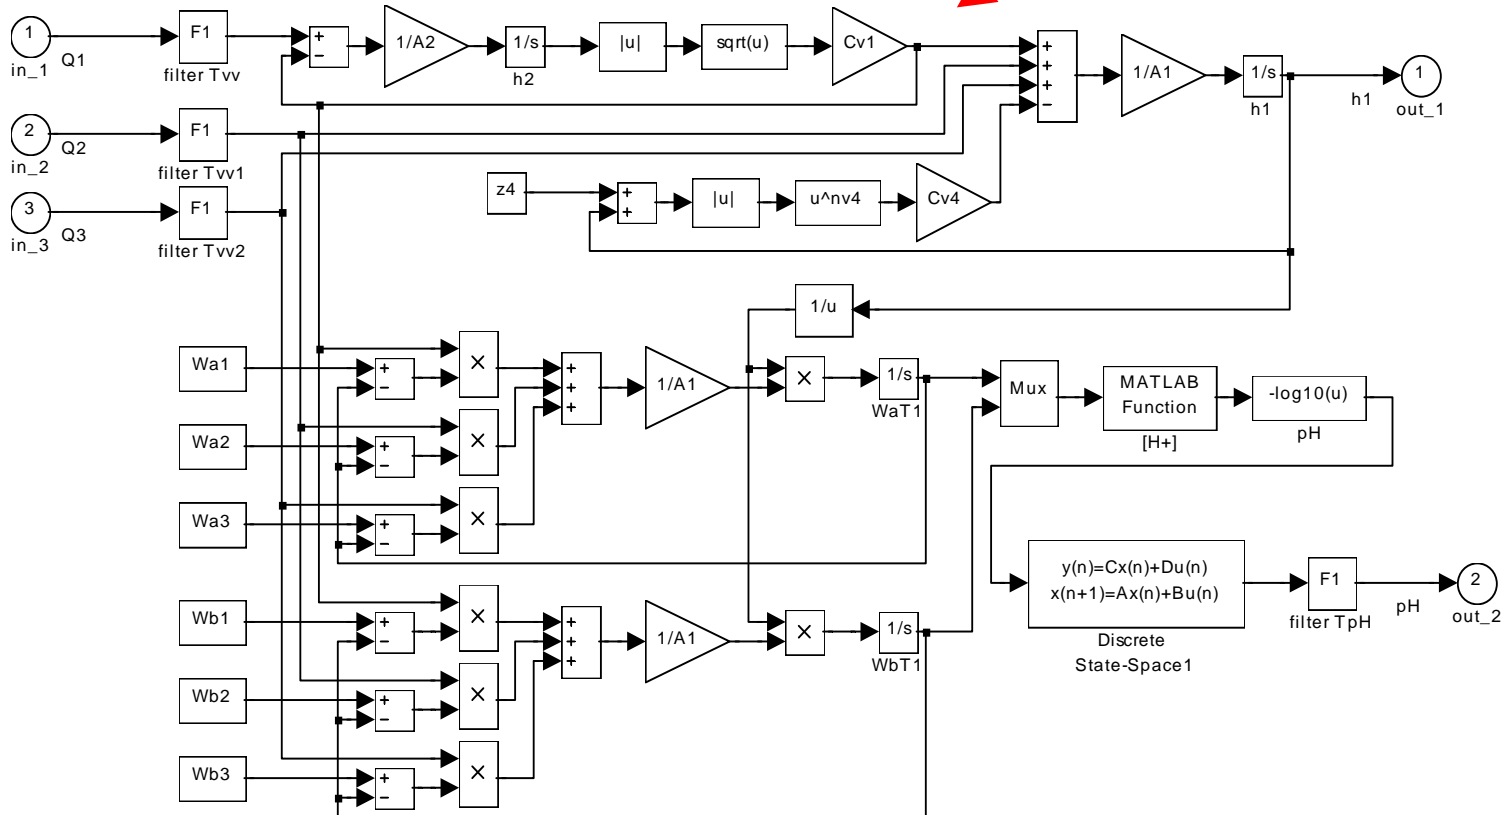 1
in_1
Q1
F1
filter Tvv
+
−
1/A2
1/s
h2
|u|
sqrt(u)
Cv1
+
+
+
−
1/A1
1/s
h1
h1
1
out_1
2
in_2
Q2
F1
filter Tvv1
3
in_3
Q3
F1
filter Tvv2
z4
+
+
|u|
u^nv4
Cv4
1/u
Wa1
+
−
×
Wa2
+
−
×
Wa3
+
−
×
+
+
+
1/A1
×
1/s
WaT1
Mux
MATLAB
Function
[H+]
-log10(u)
pH
Wb1
+
−
×
Wb2
+
−
×
Wb3
+
−
×
+
+
+
1/A1
×
1/s
WbT1
y(n)=Cx(n)+Du(n)
x(n+1)=Ax(n)+Bu(n)
Discrete
State-Space1
F1
filter TpH
pH
2
out_2